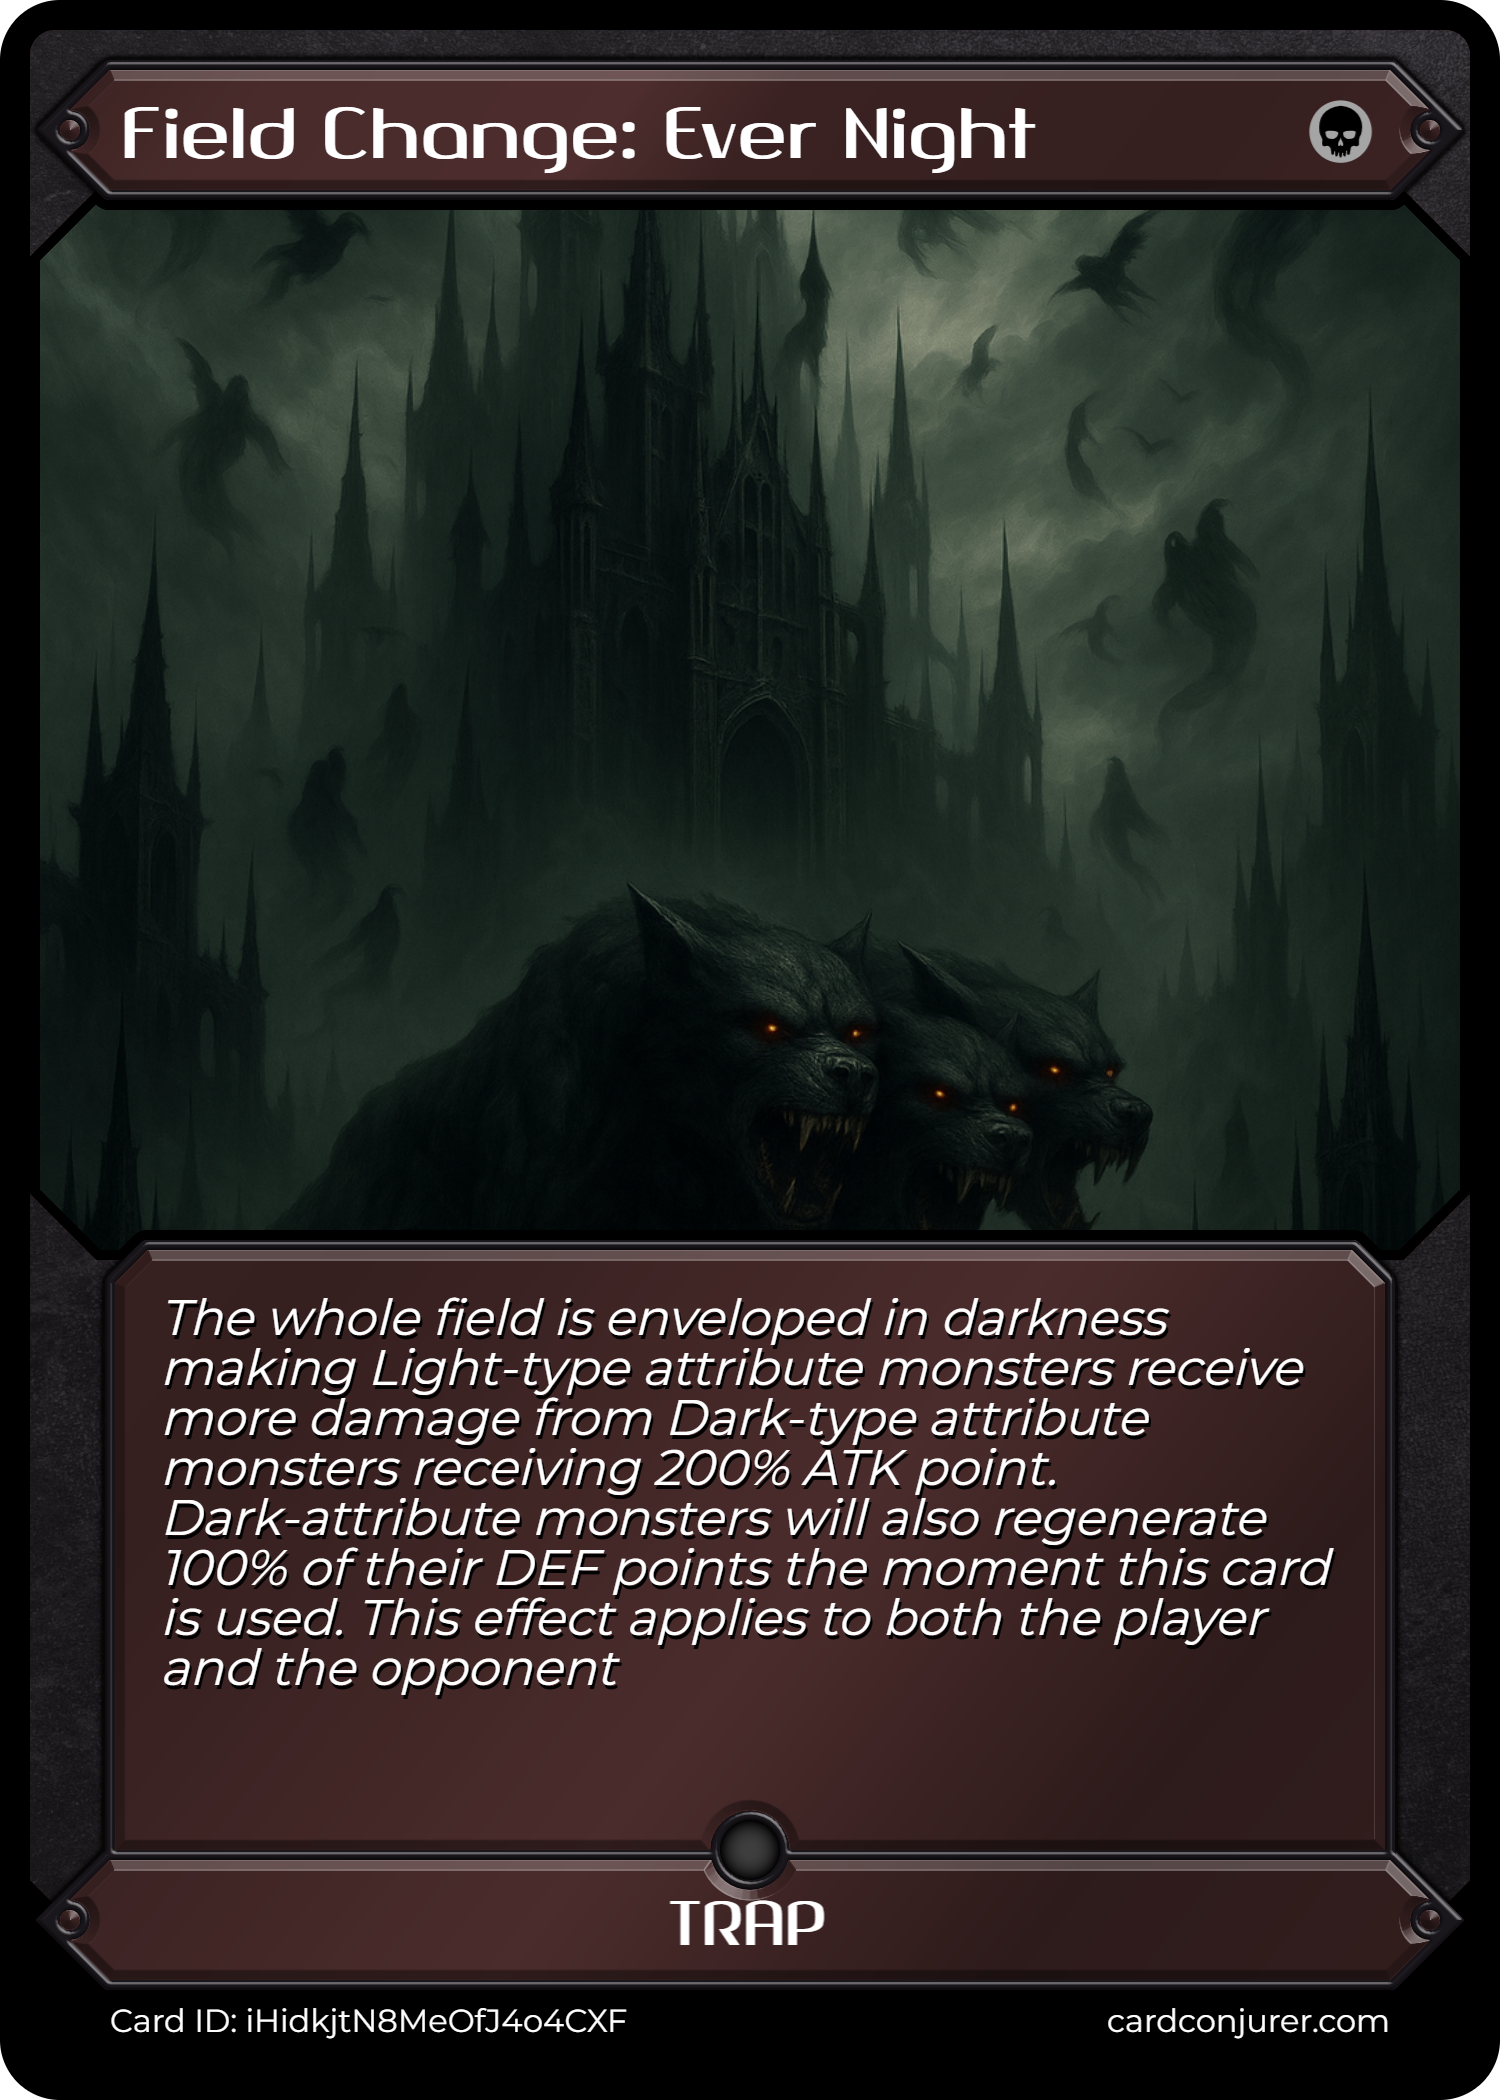 Field Change: Ever Night
The whole field is enveloped in darkness
making Light-type attribute monsters receive
more damage from Dark-type attribute
monsters receiving 200% ATK point.
Dark-attribute monsters will also regenerate
100% of their DEF points the moment this card
is used. This effect applies to both the player
and the opponent
TRAP
Card ID: iHidkjtN8MeOfJ4o4CXF
cardconjurer.com